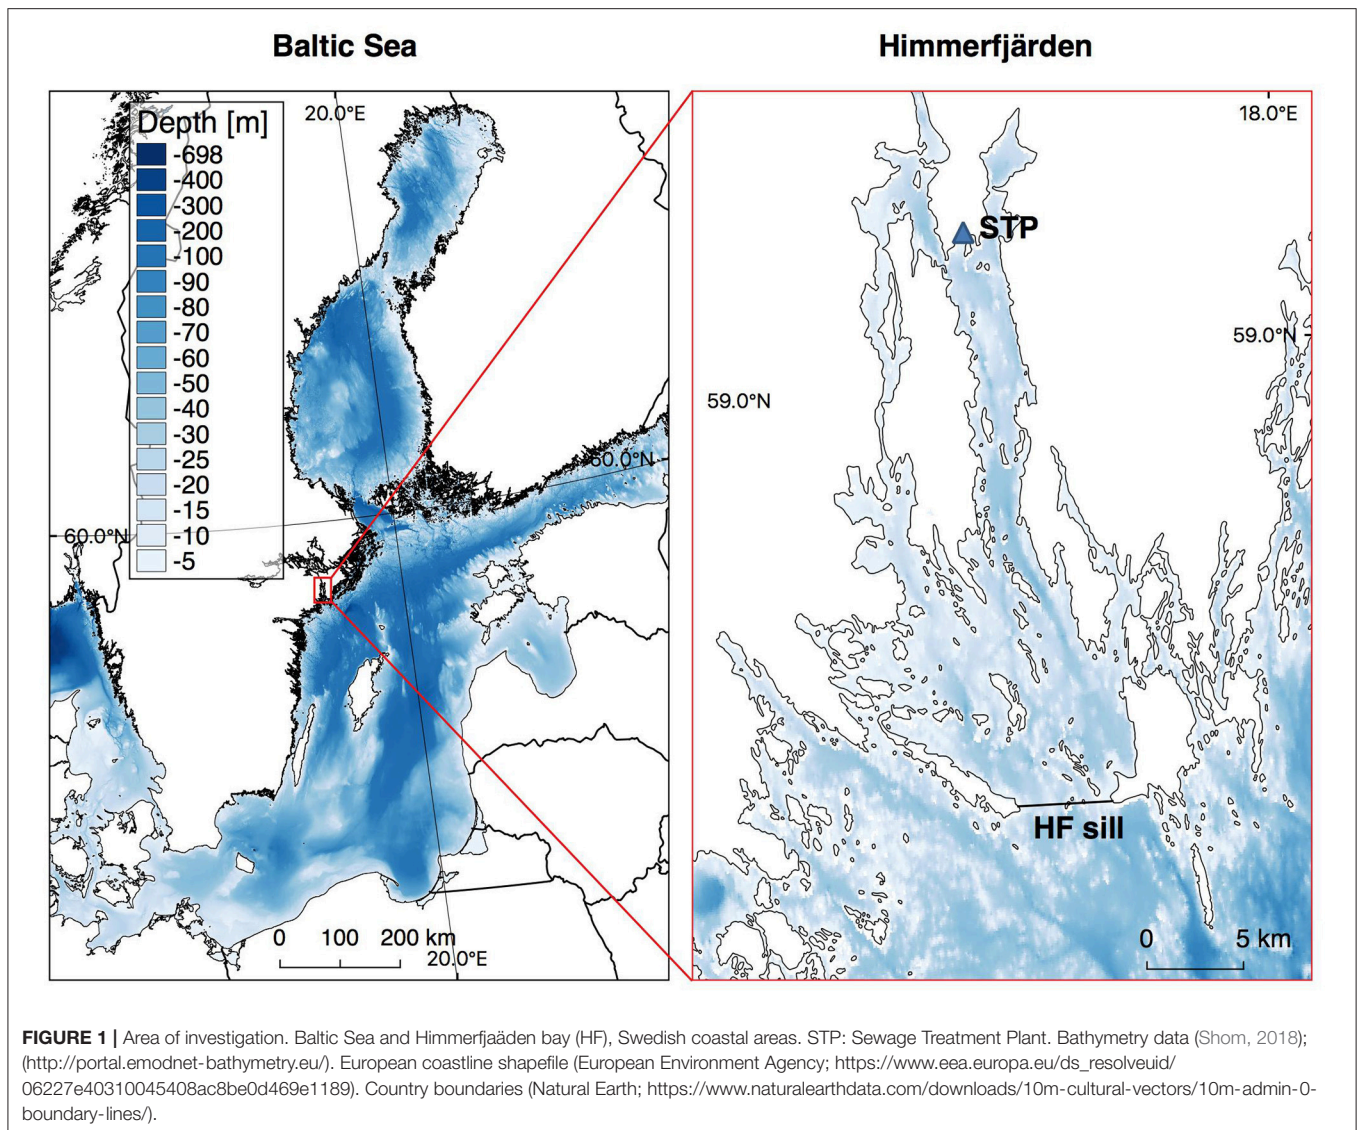 Baltic Sea
Himmerfjärden
20.0°E
Depth [m]
-698
-400
-300
-200
-100
-90
-80
-70
-60
-50
-40
-30
-25
-20
-15
-10
-5
60.0°N
60.0°N
0 100 200 km
20.0°E
18.0°E
STP
59.0°N
59.0°N
HF sill
0 5 km
FIGURE 1 | Area of investigation. Baltic Sea and Himmerfjaäden bay (HF), Swedish coastal areas. STP: Sewage Treatment Plant. Bathymetry data (Shom, 2018);
(http://portal.emodnet-bathymetry.eu/). European coastline shapefile (European Environment Agency; https://www.eea.europa.eu/ds_resolveuid/
06227e40310045408ac8be0d469e1189). Country boundaries (Natural Earth; https://www.naturalearthdata.com/downloads/10m-cultural-vectors/10m-admin-0-
boundary-lines/).